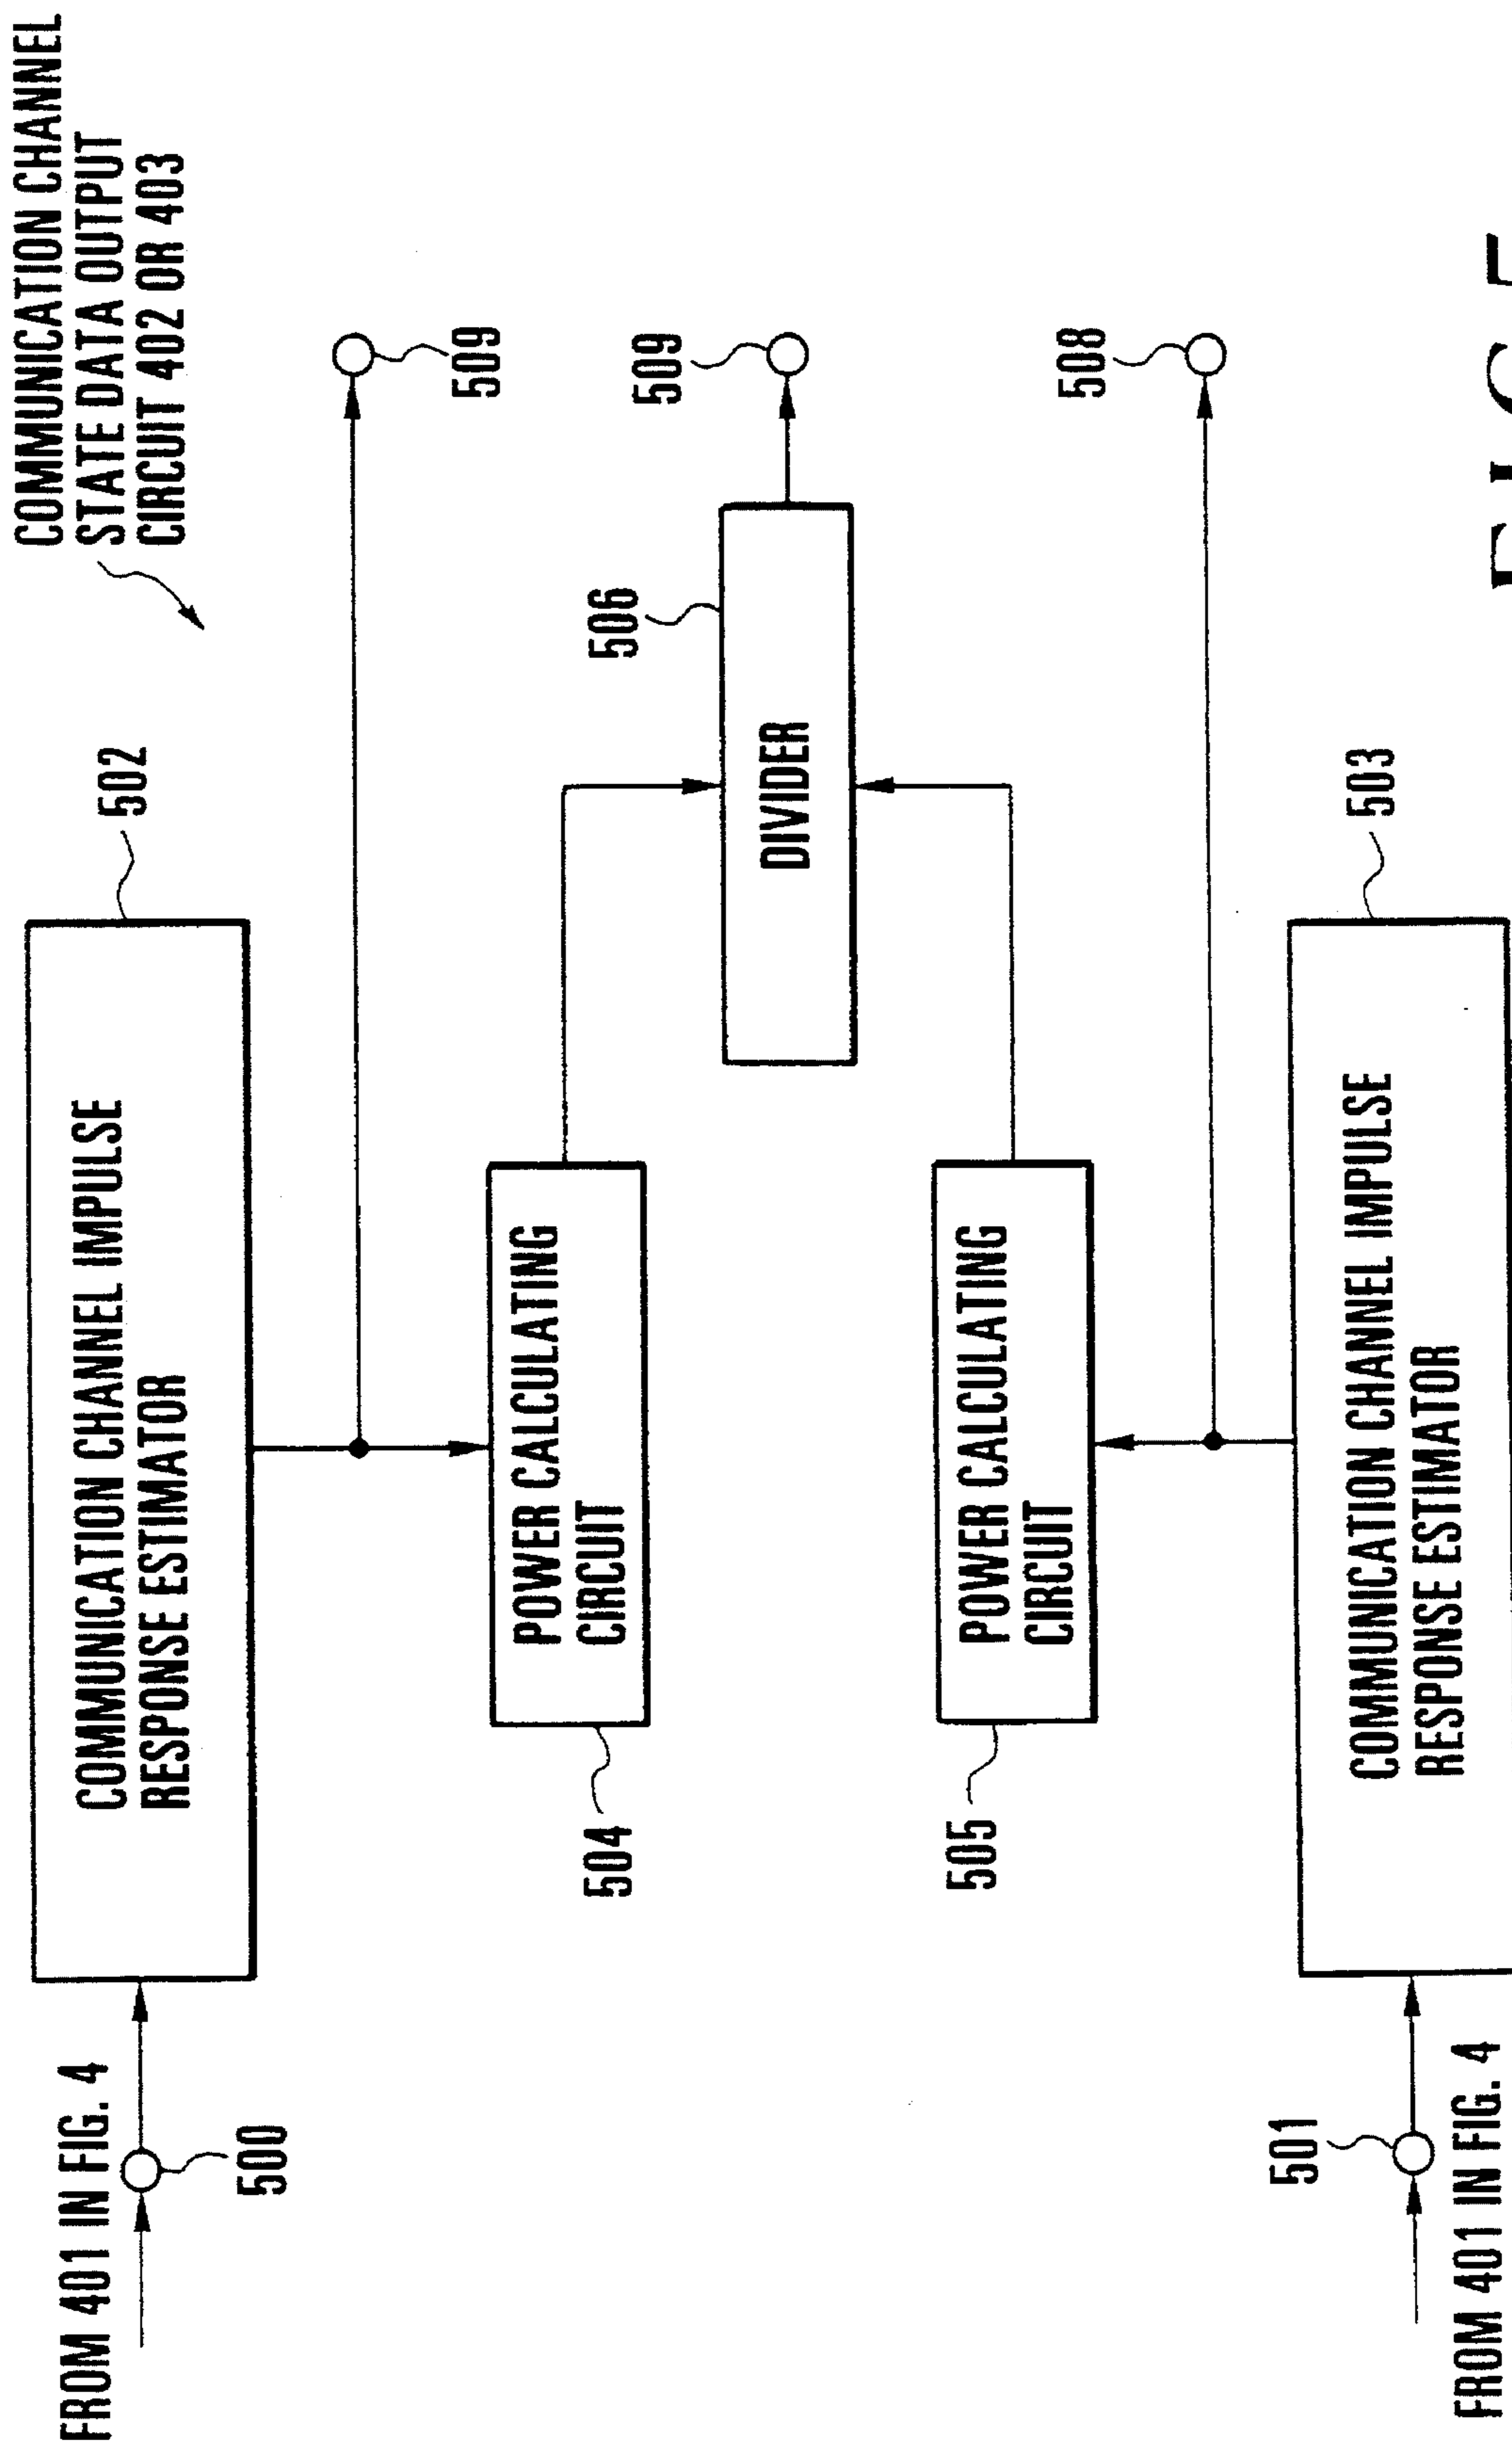 COMMUNICATION CHANNEL
STATE DATA OUTPUT
CIRCUIT 402 OR 403
FROM 401 IN FIG. 4
500
COMMUNICATION CHANNEL IMPULSE
RESPONSE ESTIMATOR
502
509
504
POWER CALCULATING
CIRCUIT
506
DIVIDER
509
505
POWER CALCULATING
CIRCUIT
508
501
FROM 401 IN FIG. 4
COMMUNICATION CHANNEL IMPULSE
RESPONSE ESTIMATOR
503